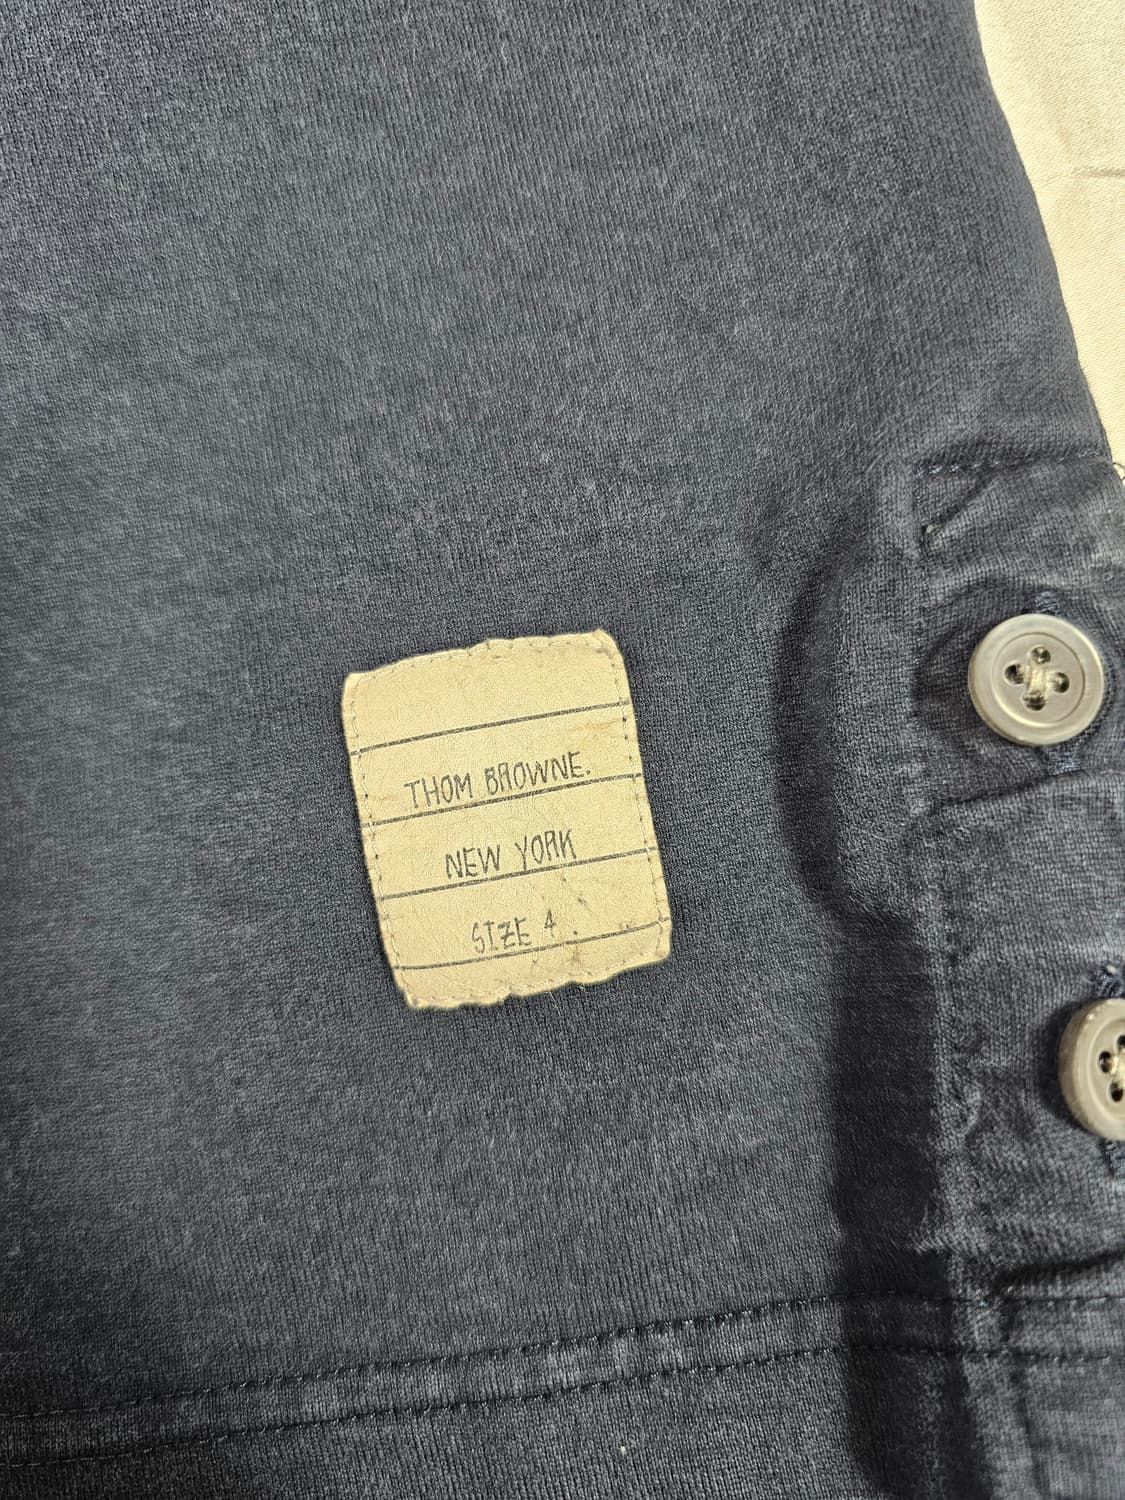 THOM BROWNE.
NEW YORK
SIZE 4.